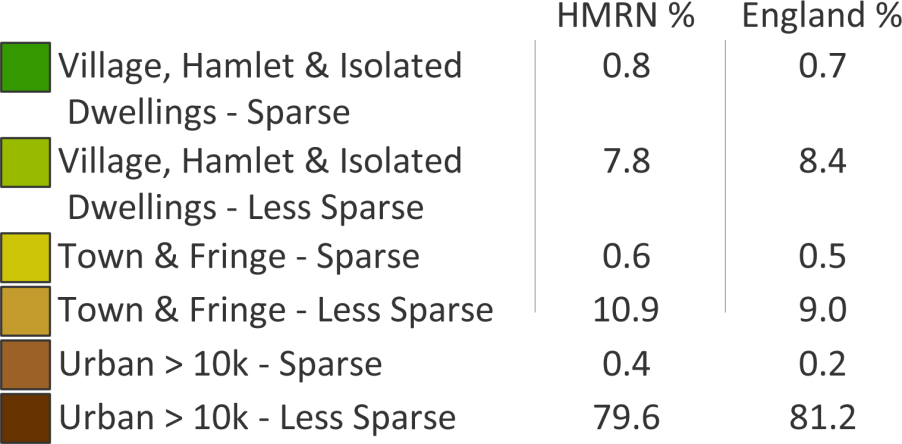 HMRN % England %
Village, Hamlet & Isolated 0.8 0.7
Dwellings - Sparse
Village, Hamlet & Isolated 7.8 8.4
Dwellings - Less Sparse
Town & Fringe - Sparse 0.6 0.5
Town & Fringe - Less Sparse 10.9 9.0
Urban > 10k - Sparse 0.4 0.2
Urban > 10k - Less Sparse 79.6 81.2